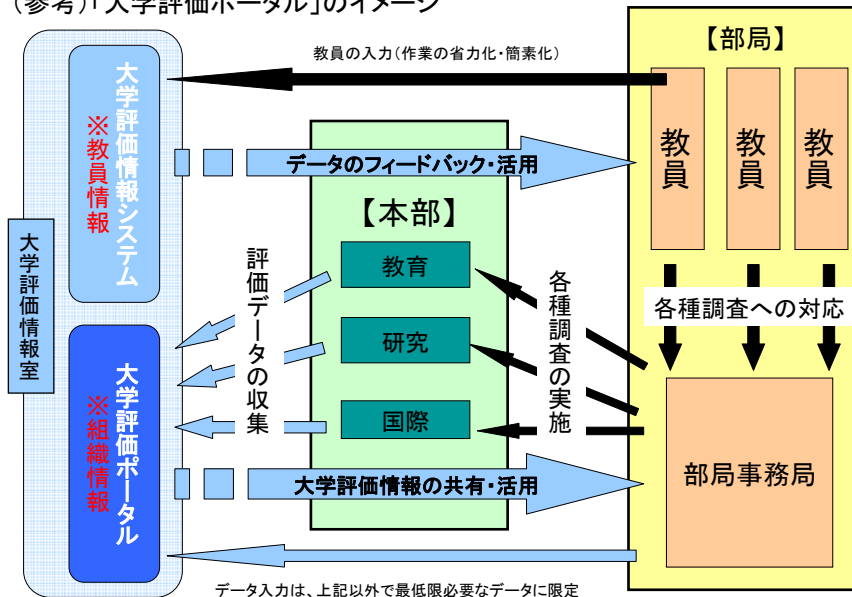 (参考)「大学評価ポータル」のイメージ
【部局】
教員の入力(作業の省力化・簡素化)
大学評価情報システム
※教員情報
教員
教員
教員
データのフィードバック・活用
【本部】
大学評価情報室
教育
研究
国際
評価データの収集
各種調査の実施
各種調査への対応
大学評価ポータル
※組織情報
部局事務局
大学評価情報の共有・活用
データ入力は、上記以外で最低限必要なデータに限定